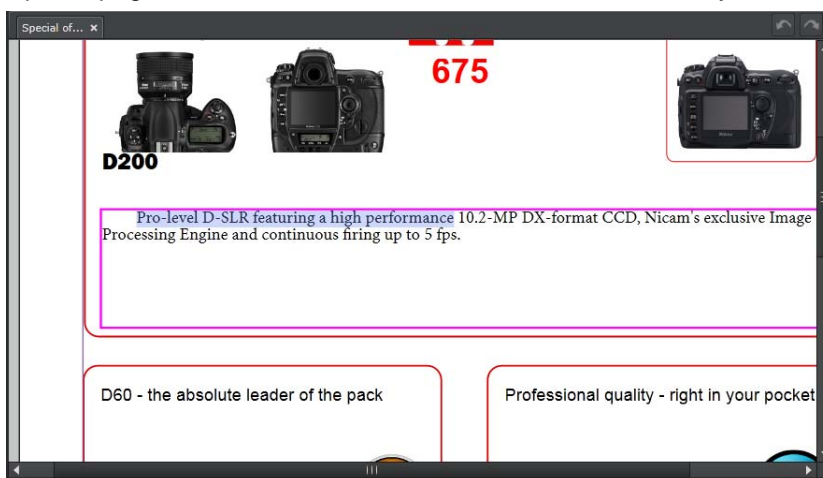 Special of... ×
675
D200
Pro-level D-SLR featuring a high performance 10.2-MP DX-format CCD, Nicam's exclusive Image
Processing Engine and continuous firing up to 5 fps.
D60 - the absolute leader of the pack
Professional quality - right in your pocket